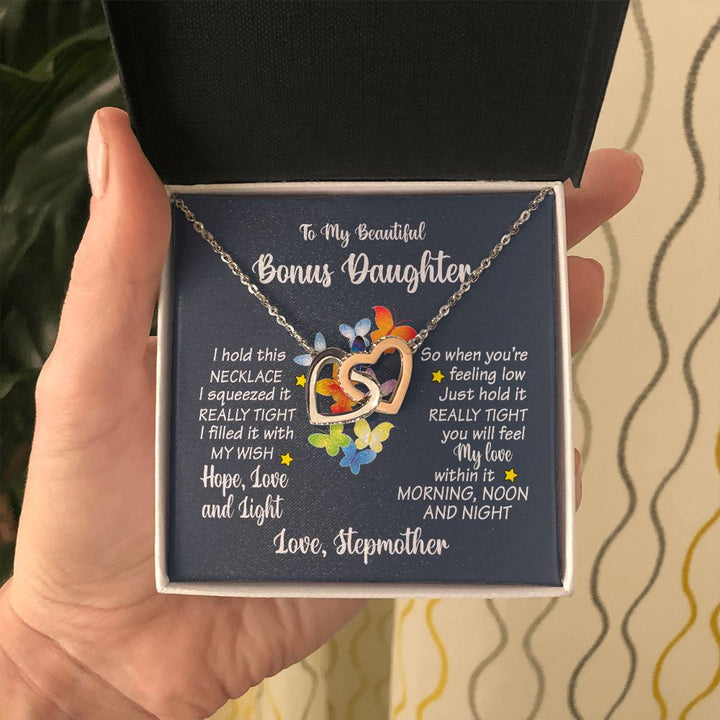 To My Beautiful
Bonus Daughter
I hold this
NECKLACE
I squeezed it
REALLY TIGHT
I filled it with
MY WISH
Hope, Love
and Light
So when you're
feeling low
Just hold it
REALLY TIGHT
you will feel
My love
within it
MORNING, NOON
AND NIGHT
Love, Stepmother